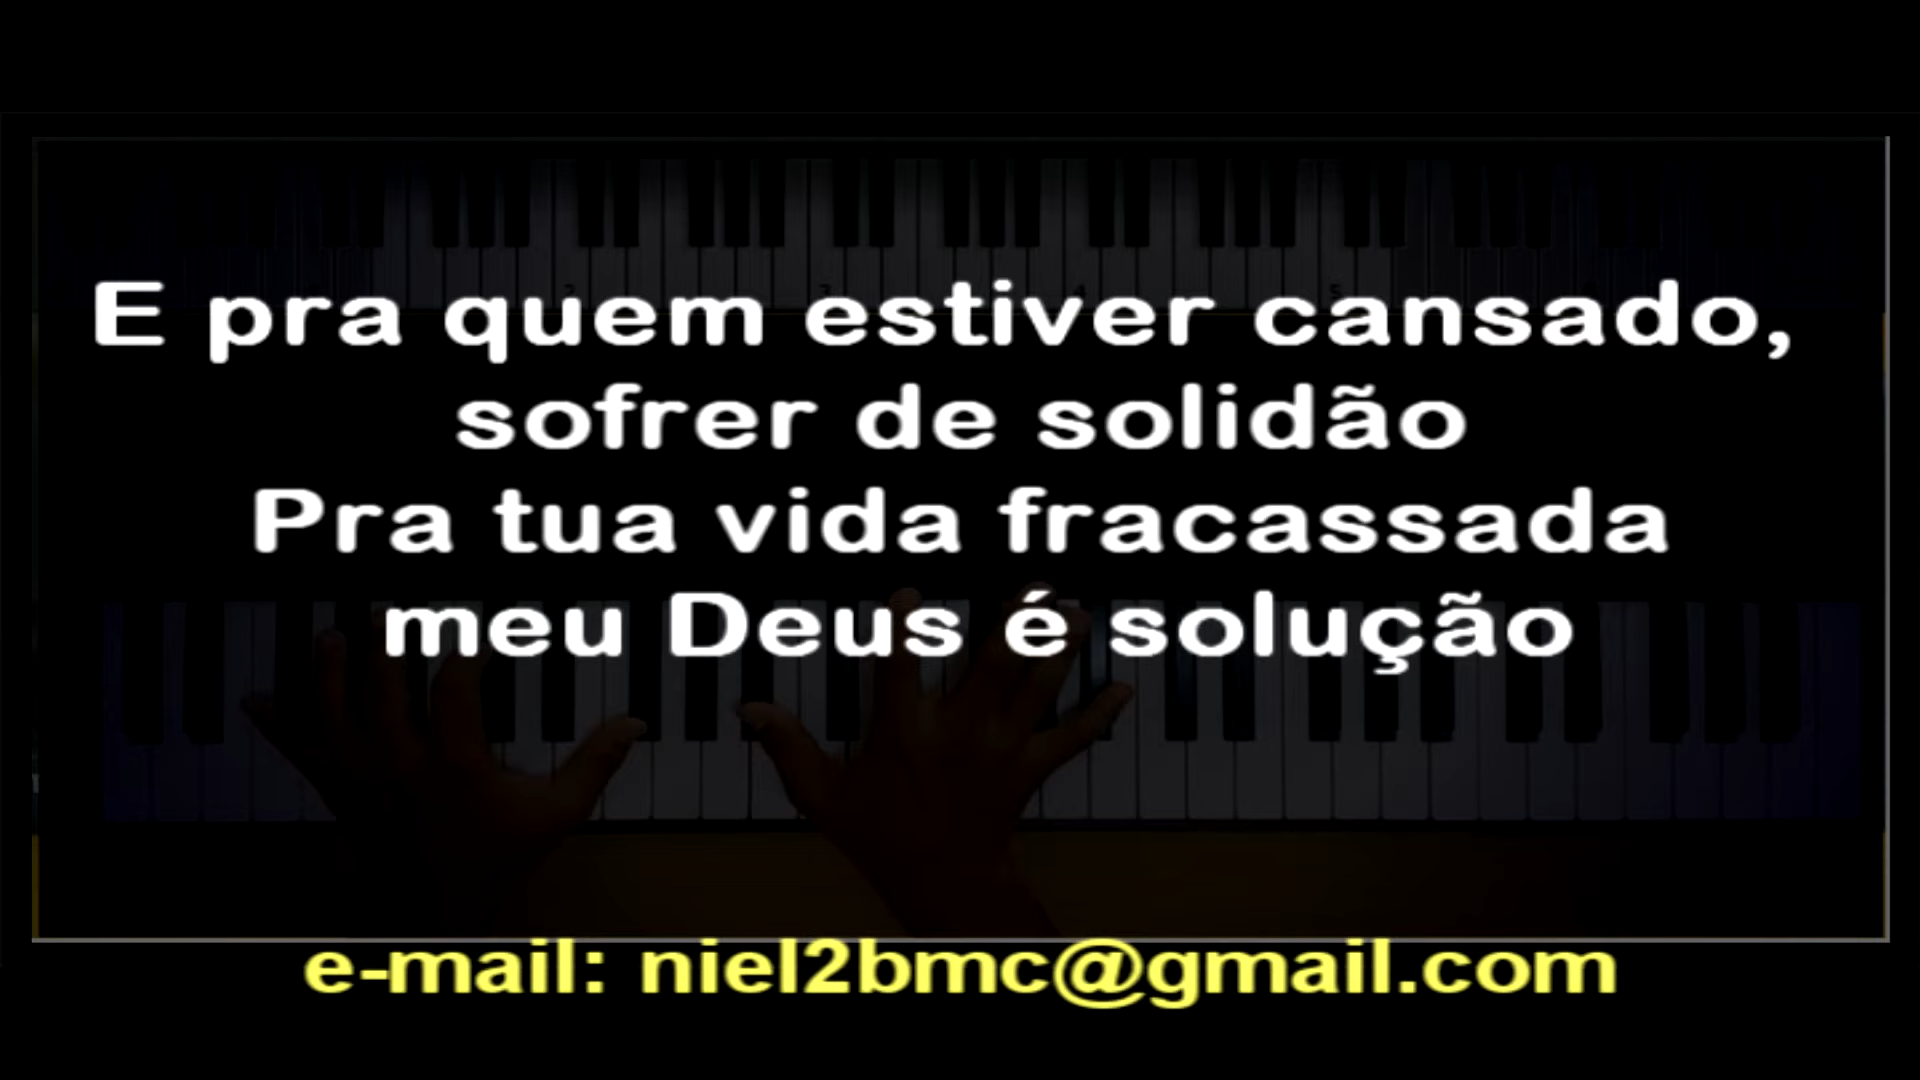 E pra quem estiver cansado,
sofrer de solidão
Pra tua vida fracassada
meu Deus é solução
e-mail: niel2bmc@gmail.com